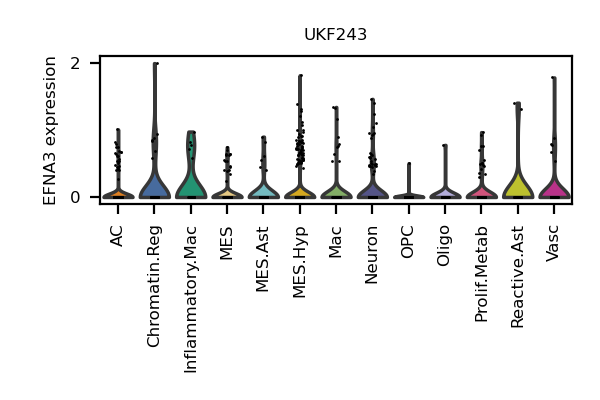 UKF243
EFNA3 expression
2
0
AC
Chromatin.Reg
Inflammatory.Mac
MES
MES.Ast
MES.Hyp
Mac
Neuron
OPC
Oligo
Prolif.Metab
Reactive.Ast
Vasc